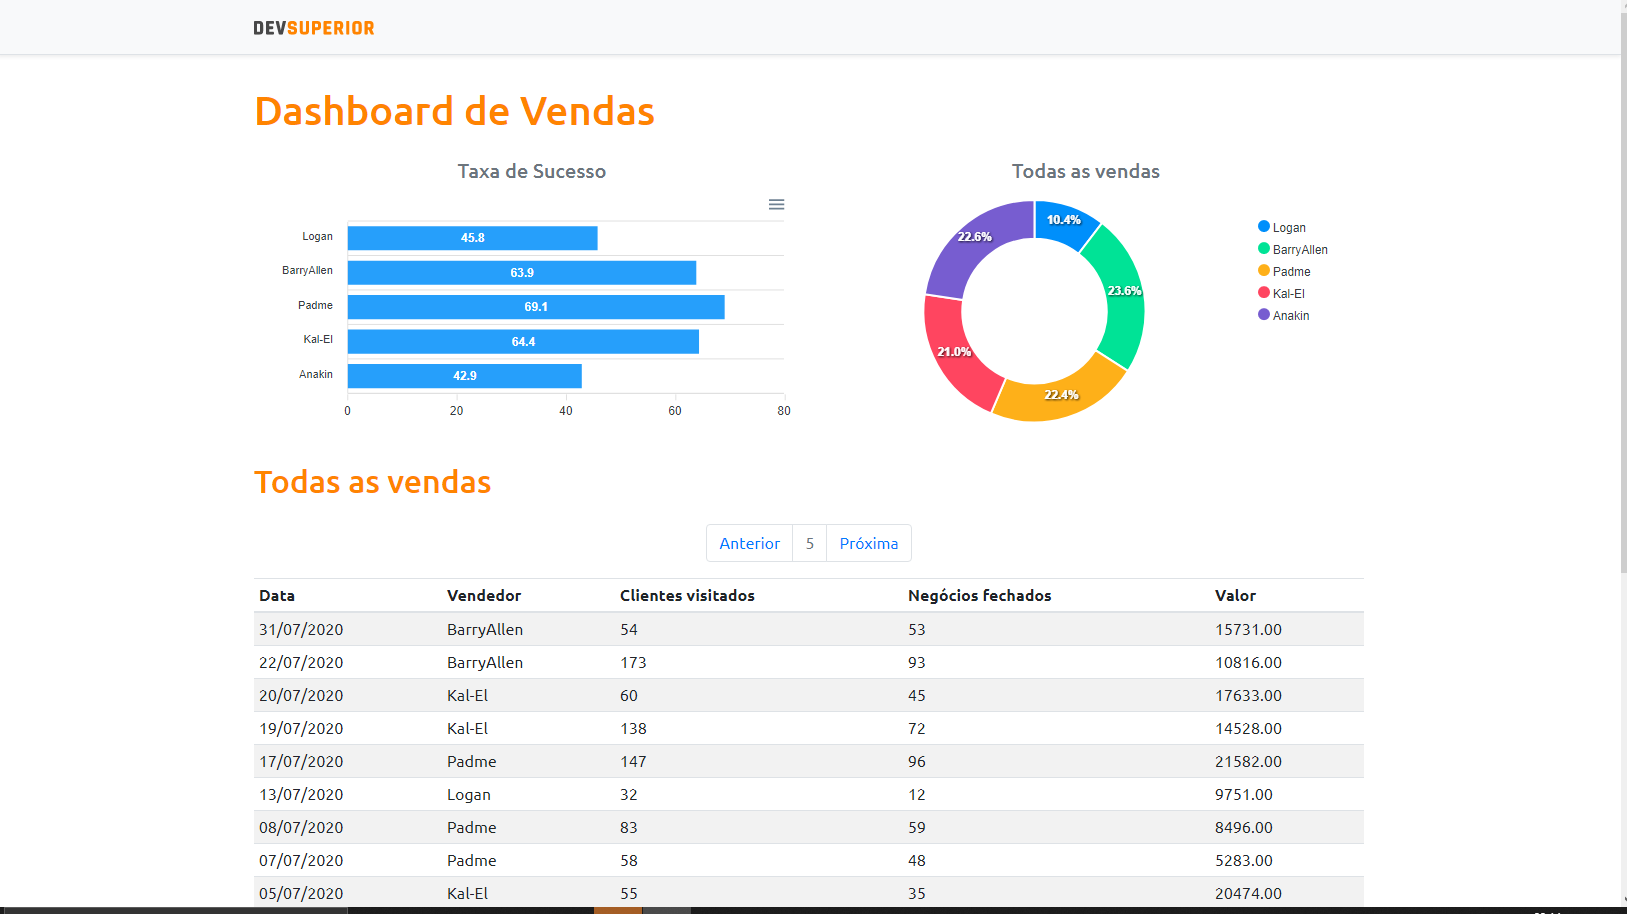 DEVSUPERIOR
Dashboard de Vendas
Taxa de Sucesso
Logan 45.8
BarryAllen 63.9
Padme 69.1
Kal-El 64.4
Anakin 42.9
0 20 40 60 80
Todas as vendas
10.4%
23.6%
22.4%
21.0%
22.6%
Logan
BarryAllen
Padme
Kal-El
Anakin
Todas as vendas
Anterior 5 Próxima
Data Vendedor Clientes visitados Negócios fechados Valor
31/07/2020 BarryAllen 54 53 15731.00
22/07/2020 BarryAllen 173 93 10816.00
20/07/2020 Kal-El 60 45 17633.00
19/07/2020 Kal-El 138 72 14528.00
17/07/2020 Padme 147 96 21582.00
13/07/2020 Logan 32 12 9751.00
08/07/2020 Padme 83 59 8496.00
07/07/2020 Padme 58 48 5283.00
05/07/2020 Kal-El 55 35 20474.00